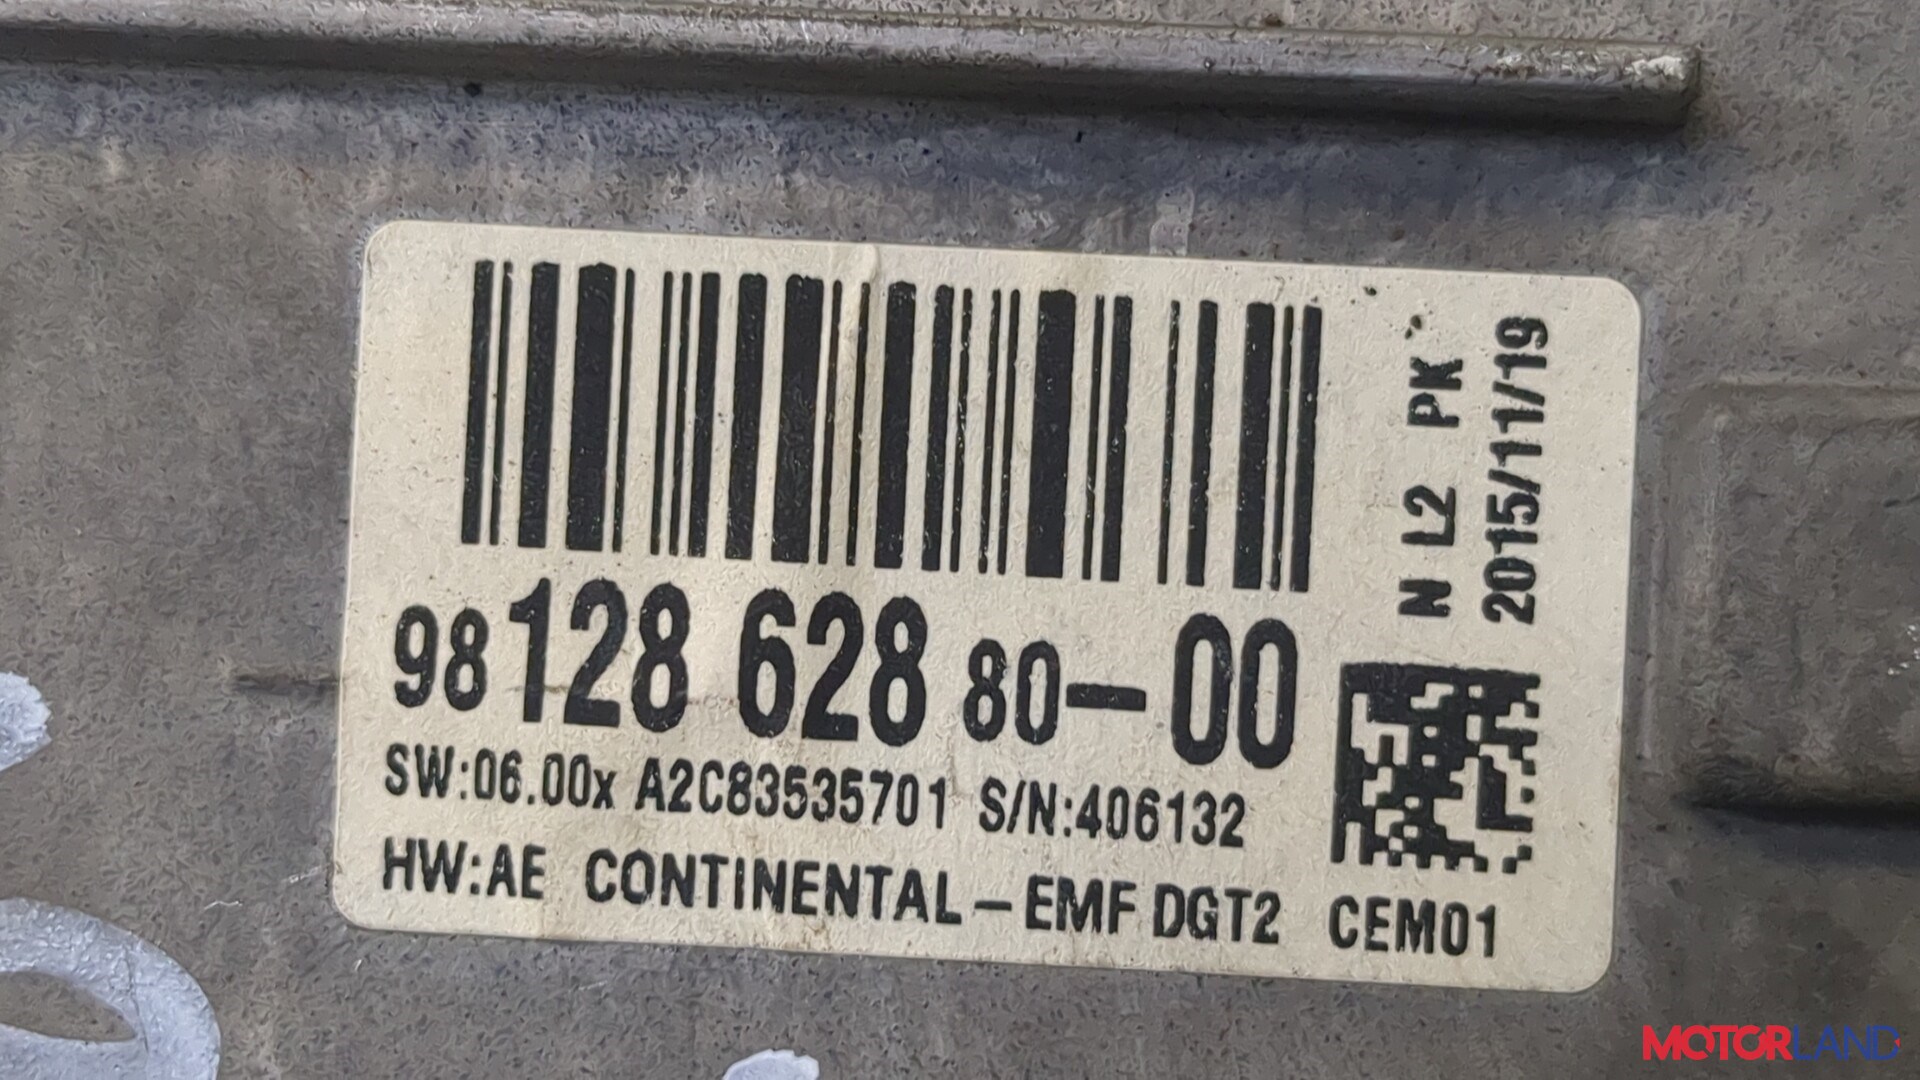 98 128 628 80-00
SW:06.00x A2C83535701 S/N:406132
HW:AE CONTINENTAL-EMF DGT2 CEM01
N L2 PK
2015/11/19
MOTORLAND